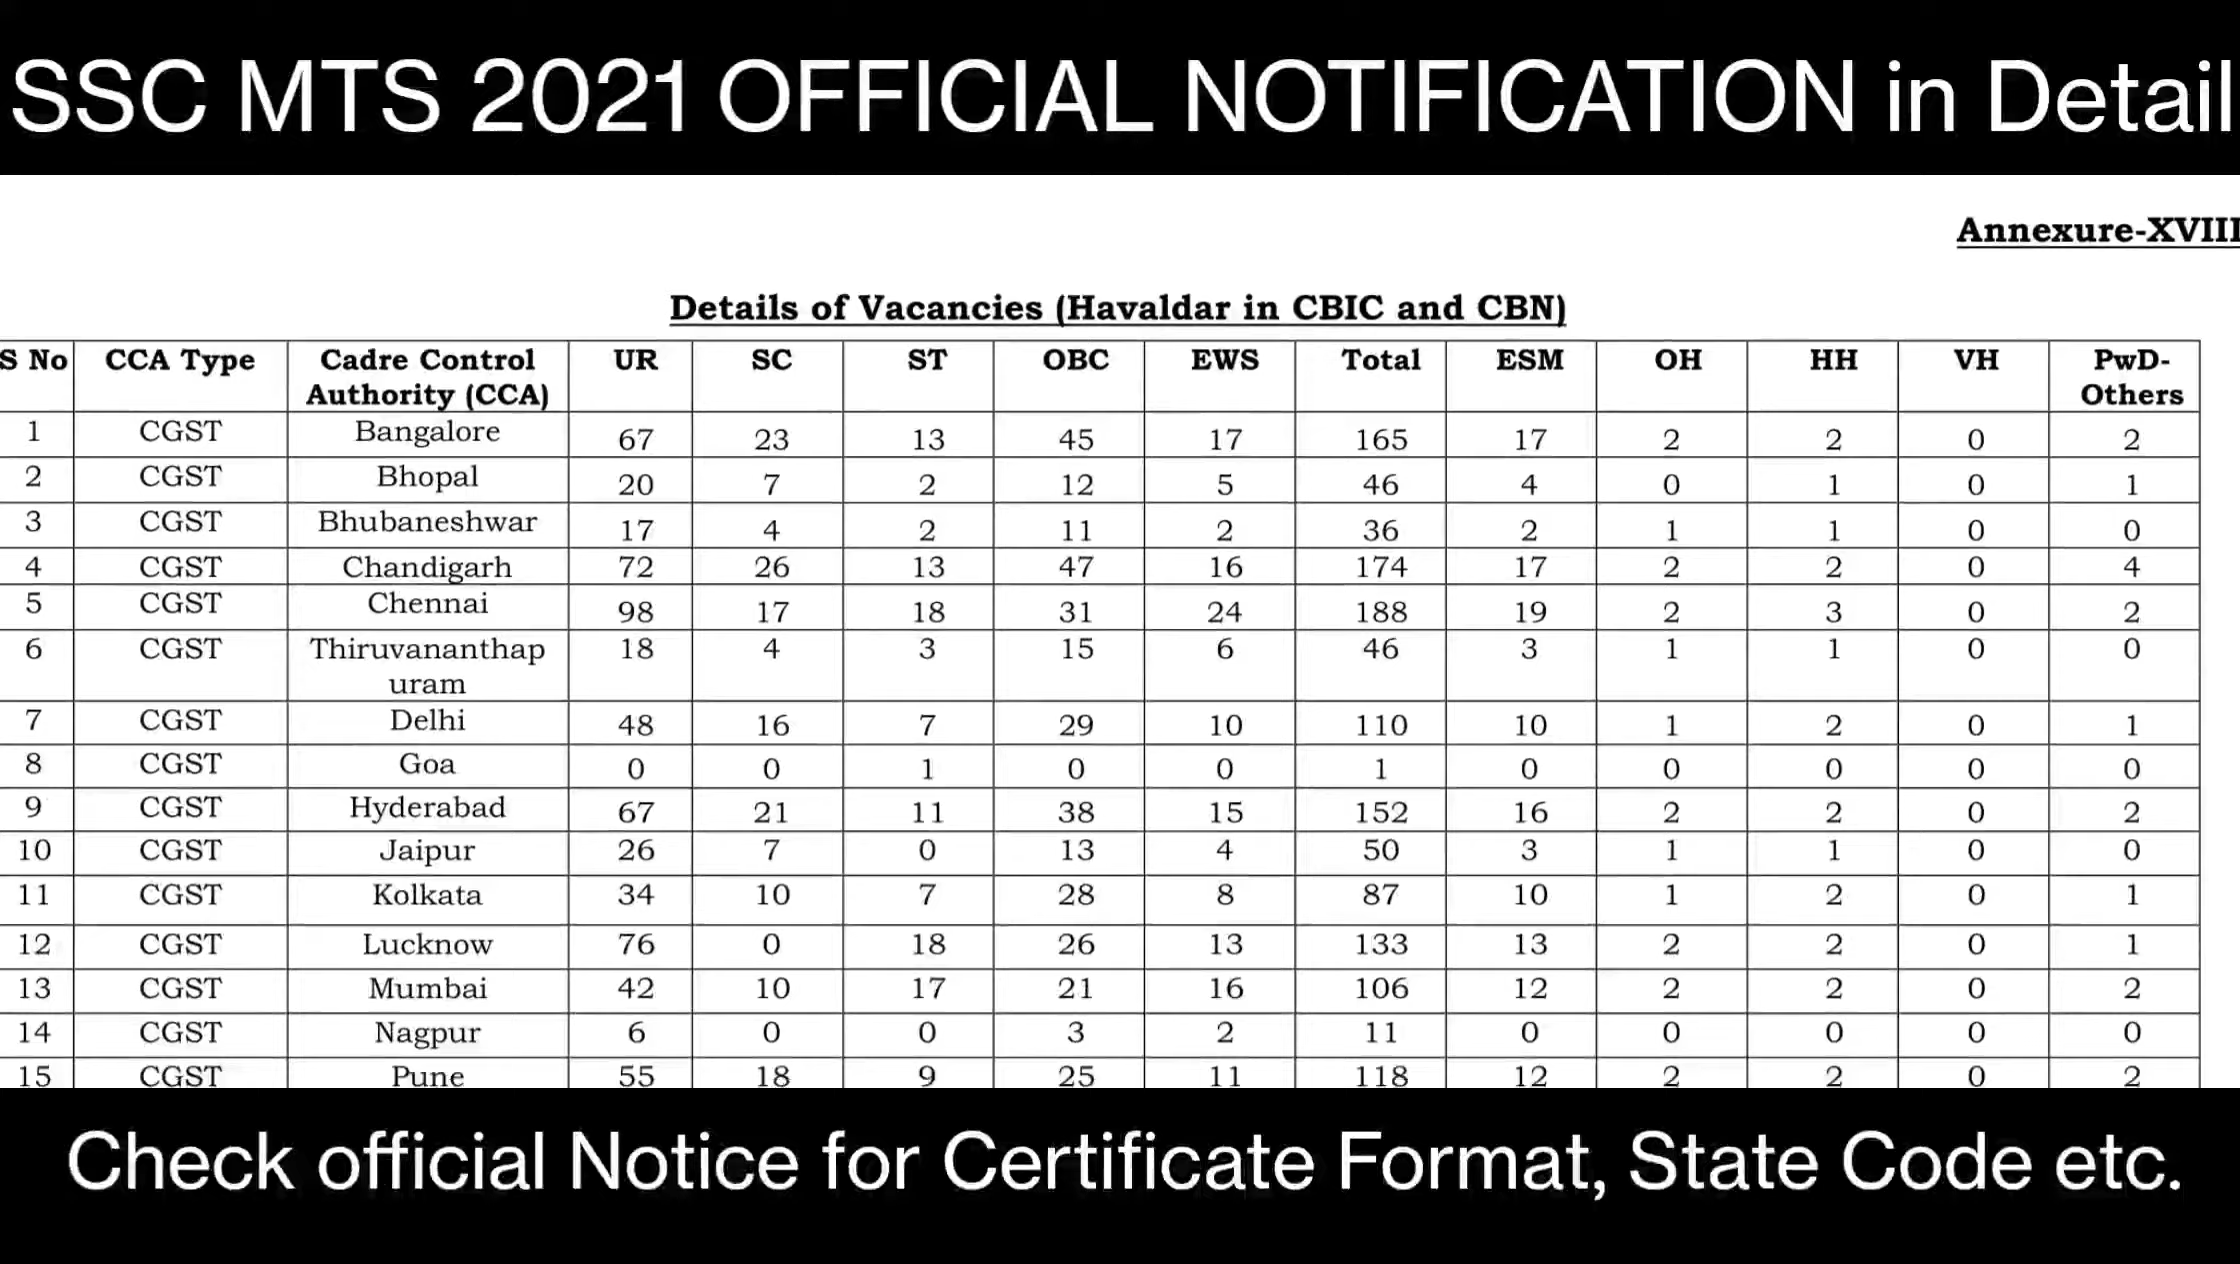 SSC MTS 2021 OFFICIAL NOTIFICATION in Detail
Annexure-XVIII
Details of Vacancies (Havaldar in CBIC and CBN)
S No CCA Type Cadre Control Authority (CCA) UR SC ST OBC EWS Total ESM OH HH VH PwD-Others
1 CGST Bangalore 67 23 13 45 17 165 17 2 2 0 2
2 CGST Bhopal 20 7 2 12 5 46 4 0 1 0 1
3 CGST Bhubaneshwar 17 4 2 11 2 36 2 1 1 0 0
4 CGST Chandigarh 72 26 13 47 16 174 17 2 2 0 4
5 CGST Chennai 98 17 18 31 24 188 19 2 3 0 2
6 CGST Thiruvananthapuram 18 4 3 15 6 46 3 1 1 0 0
7 CGST Delhi 48 16 7 29 10 110 10 1 2 0 1
8 CGST Goa 0 0 1 0 0 1 0 0 0 0 0
9 CGST Hyderabad 67 21 11 38 15 152 16 2 2 0 2
10 CGST Jaipur 26 7 0 13 4 50 3 1 1 0 0
11 CGST Kolkata 34 10 7 28 8 87 10 1 2 0 1
12 CGST Lucknow 76 0 18 26 13 133 13 2 2 0 1
13 CGST Mumbai 42 10 17 21 16 106 12 2 2 0 2
14 CGST Nagpur 6 0 0 3 2 11 0 0 0 0 0
15 CGST Pune 55 18 9 25 11 118 12 2 2 0 2
Check official Notice for Certificate Format, State Code etc.